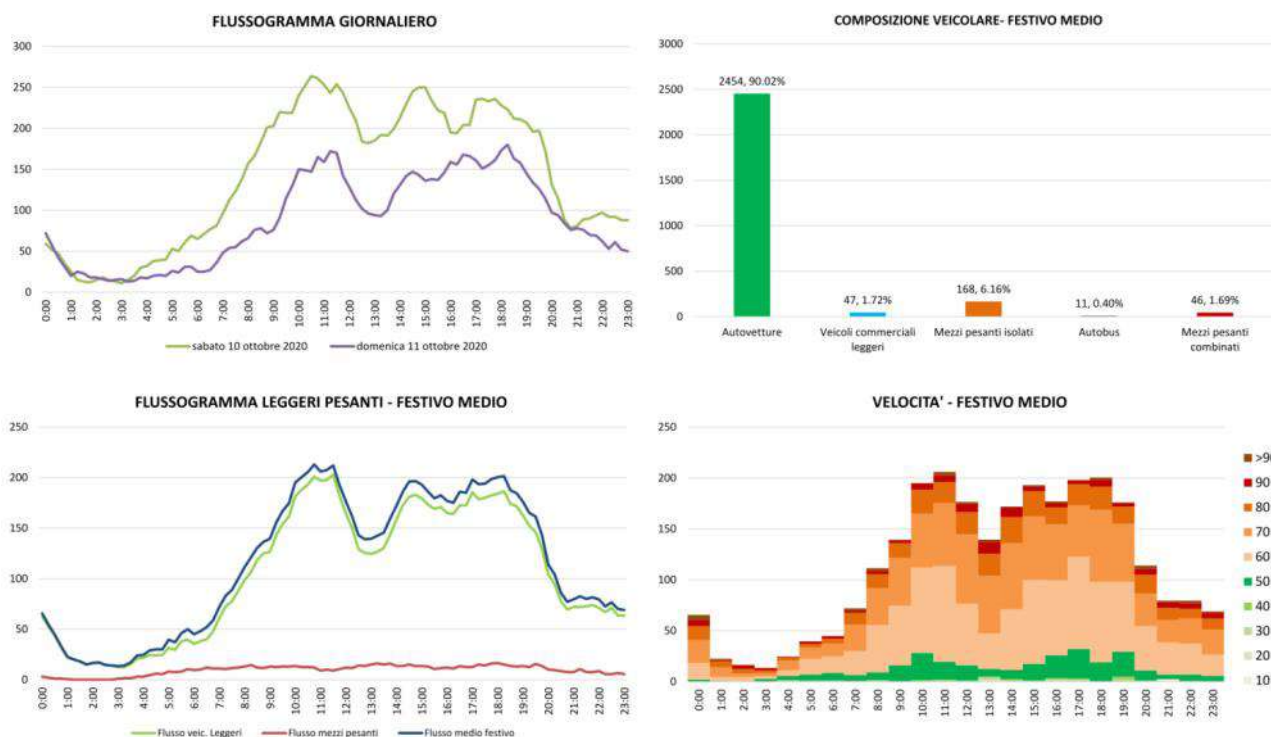 FLUSSOGRAMMA GIORNALIERO
300
250
200
150
100
50
0
0:00 1:00 2:00 3:00 4:00 5:00 6:00 7:00 8:00 9:00 10:00 11:00 12:00 13:00 14:00 15:00 16:00 17:00 18:00 19:00 20:00 21:00 22:00 23:00
sabato 10 ottobre 2020 domenica 11 ottobre 2020
COMPOSIZIONE VEICOLARE- FESTIVO MEDIO
3000
2500
2000
1500
1000
500
0
2454, 90.02%
47, 1.72%
168, 6.16%
11, 0.40%
46, 1.69%
Autovetture
Veicoli commerciali
leggeri
Mezzi pesanti isolati
Autobus
Mezzi pesanti
combinati
FLUSSOGRAMMA LEGGERI PESANTI - FESTIVO MEDIO
250
200
150
100
50
0
0:00 1:00 2:00 3:00 4:00 5:00 6:00 7:00 8:00 9:00 10:00 11:00 12:00 13:00 14:00 15:00 16:00 17:00 18:00 19:00 20:00 21:00 22:00 23:00
Flusso veic. Leggeri Flusso mezzi pesanti Flusso medio festivo
VELOCITA' - FESTIVO MEDIO
250
200
150
100
50
0
0:00 1:00 2:00 3:00 4:00 5:00 6:00 7:00 8:00 9:00 10:00 11:00 12:00 13:00 14:00 15:00 16:00 17:00 18:00 19:00 20:00 21:00 22:00 23:00
>90
90
80
70
60
50
40
30
20
10